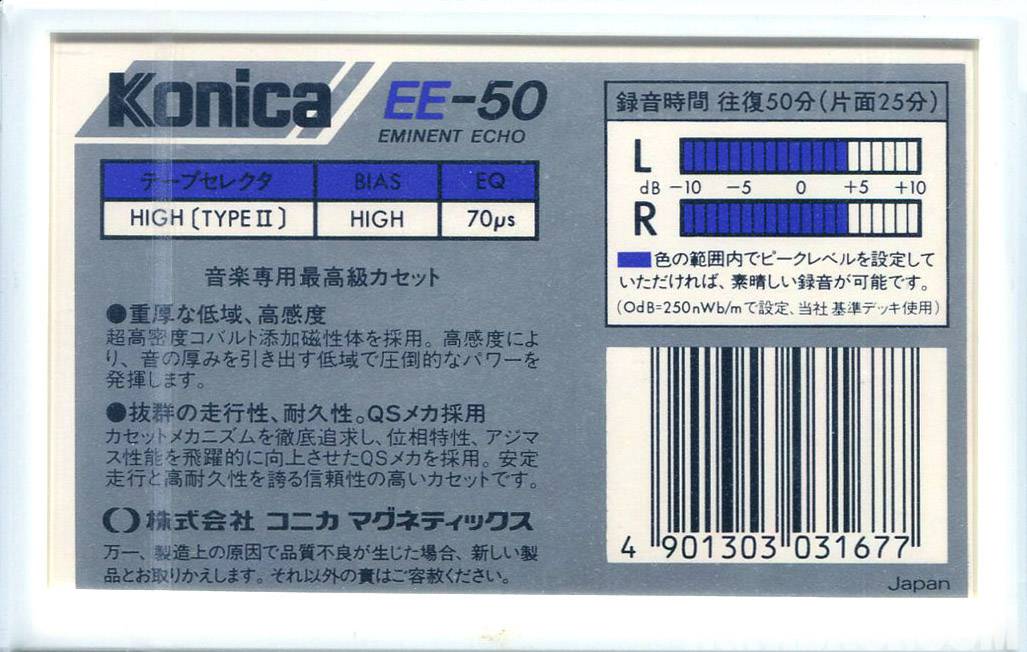 Konica EE-50
EMINENT ECHO
テープセレクタ BIAS EQ
HIGH〔TYPE II〕 HIGH 70µs
音楽専用最高級カセット
●重厚な低域、高感度
超高密度コバルト添加磁性体を採用。高感度によ
り、音の厚みを引き出す低域で圧倒的なパワーを
発揮します。
●抜群の走行性、耐久性。QSメカ採用
カセットメカニズムを徹底追求し、位相特性、アジマ
ス性能を飛躍的に向上させたQSメカを採用。安定
走行と高耐久性を誇る信頼性の高いカセットです。
株式会社 コニカ マグネティックス
万一、製造上の原因で品質不良が生じた場合、新しい製
品とお取りかえします。それ以外の責はご容赦ください。
録音時間 往復50分(片面25分)
L
dB −10 −5 0 +5 +10
R
色の範囲内でピークレベルを設定して
いただければ、素晴しい録音が可能です。
(0dB=250nWb/mで設定、当社基準デッキ使用)
4 901303 031677
Japan